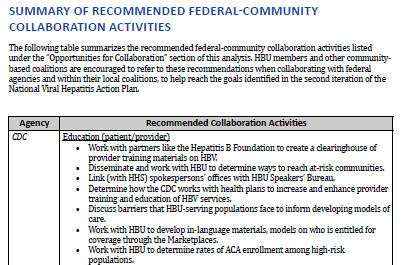 SUMMARY OF RECOMMENDED FEDERAL-COMMUNITY
COLLABORATION ACTIVITIES
The following table summarizes the recommended federal-community collaboration activities listed
under the "Opportunities for Collaboration" section of this analysis. HBU members and other community-
based coalitions are encouraged to refer to these recommendations when collaborating with federal
agencies and within their local coalitions, to help reach the goals identified in the second iteration of the
National Viral Hepatitis Action Plan.
Agency Recommended Collaboration Activities
CDC Education (patient/provider)
• Work with partners like the Hepatitis B Foundation to create a clearinghouse of
provider training materials on HBV.
• Disseminate and work with HBU to determine ways to reach at-risk communities.
• Link (with HHS) spokespersons' offices with HBU Speakers' Bureau.
• Determine how the CDC works with health plans to increase and enhance provider
training and education of HBV services.
• Discuss barriers that HBU-serving populations face to inform developing models of
care.
• Work with HBU to develop in-language materials, models on who is entitled for
coverage through the Marketplaces.
• Work with HBU to determine rates of ACA enrollment among high-risk
populations.